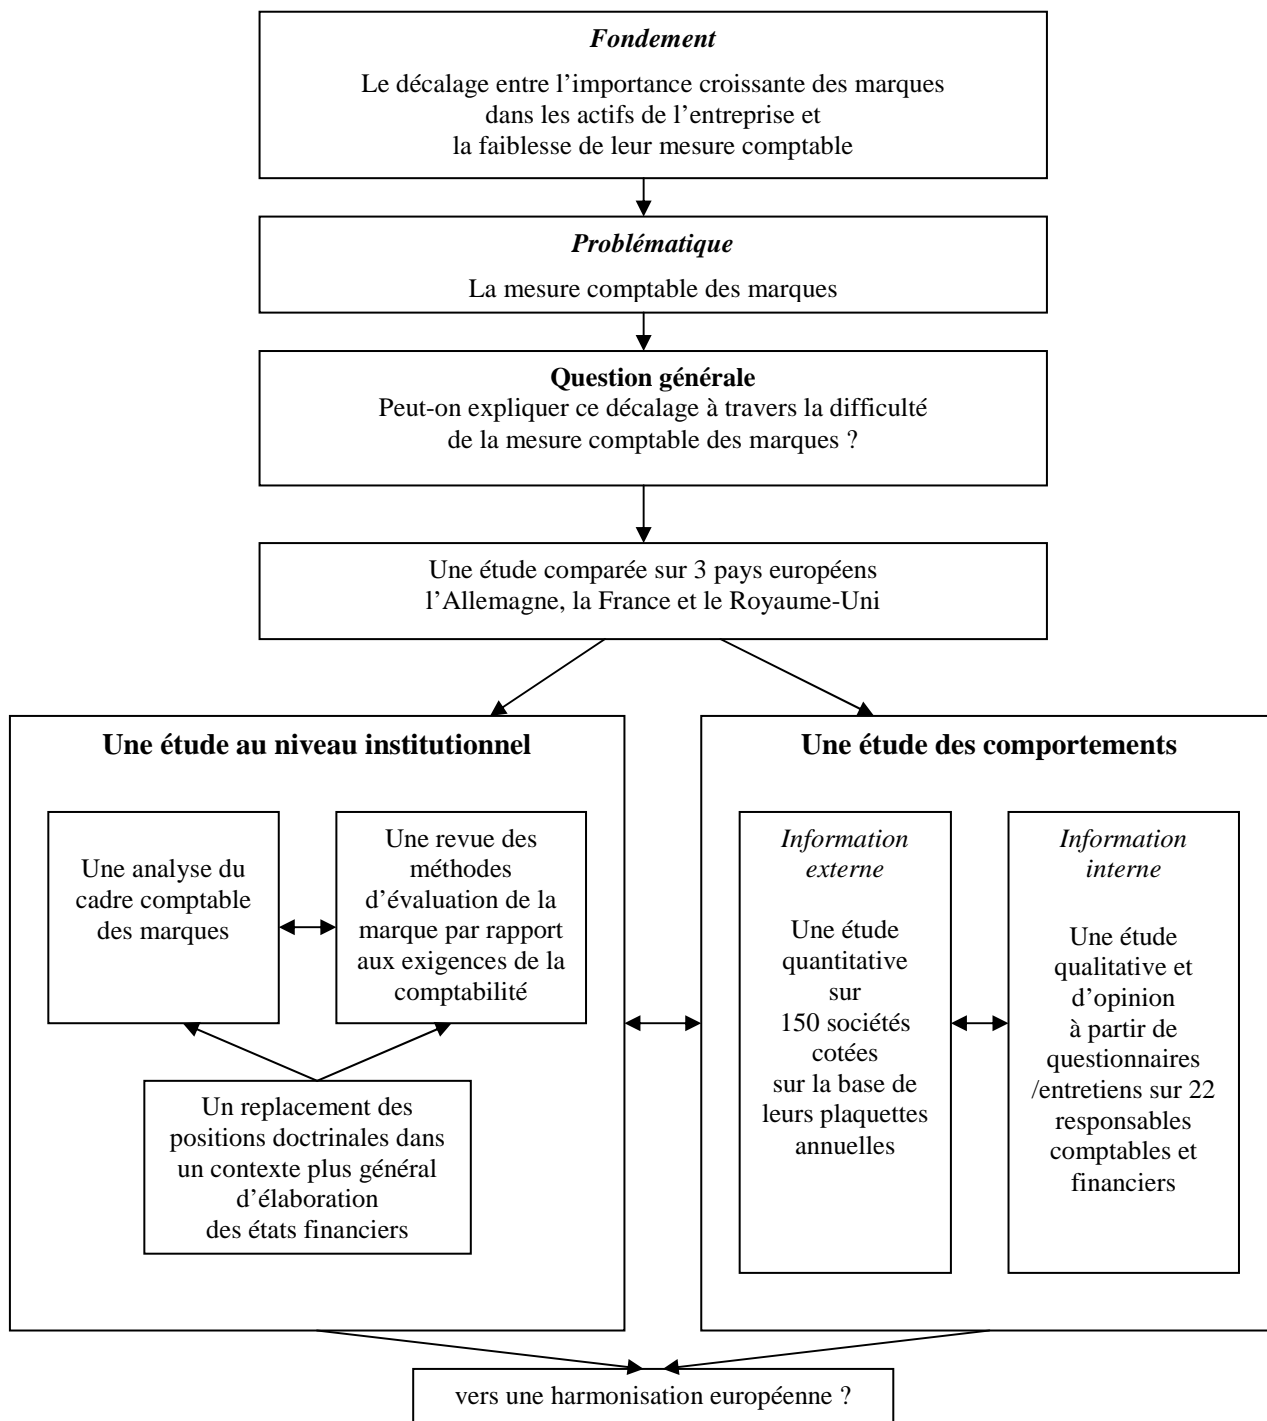 Fondement
Le décalage entre l’importance croissante des marques
dans les actifs de l’entreprise et
la faiblesse de leur mesure comptable
Problématique
La mesure comptable des marques
Question générale
Peut-on expliquer ce décalage à travers la difficulté
de la mesure comptable des marques ?
Une étude comparée sur 3 pays européens
l’Allemagne, la France et le Royaume-Uni
Une étude au niveau institutionnel
Une analyse du
cadre comptable
des marques
Une revue des
méthodes
d’évaluation de la
marque par rapport
aux exigences de la
comptabilité
Un replacement des
positions doctrinales dans
un contexte plus général
d’élaboration
des états financiers
Une étude des comportements
Information
externe
Une étude
quantitative
sur
150 sociétés
cotées
sur la base de
leurs plaquettes
annuelles
Information
interne
Une étude
qualitative et
d’opinion
à partir de
questionnaires
/entretiens sur 22
responsables
comptables et
financiers
vers une harmonisation européenne ?